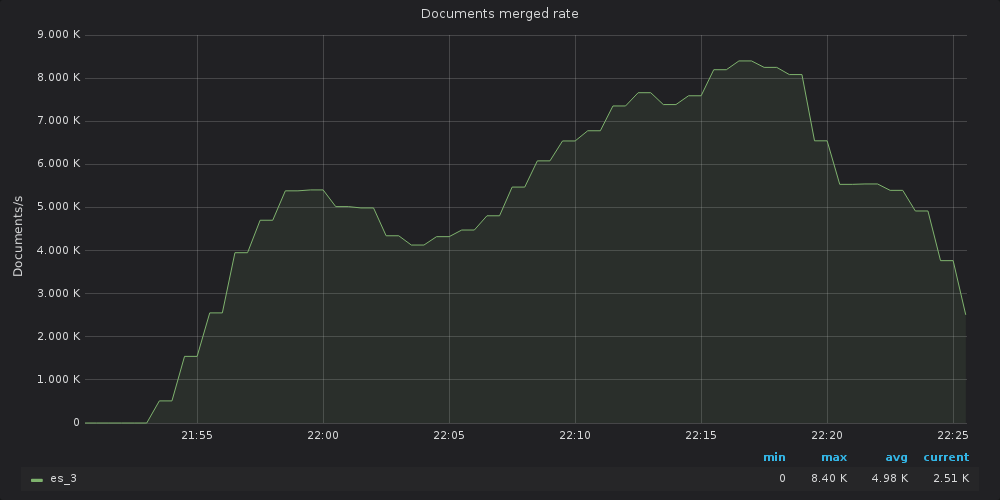 Documents merged rate
9.000 K
8.000 K
7.000 K
6.000 K
5.000 K
4.000 K
3.000 K
2.000 K
1.000 K
0
Documents/s
21:55 22:00 22:05 22:10 22:15 22:20 22:25
min max avg current
es_3 0 8.40 K 4.98 K 2.51 K